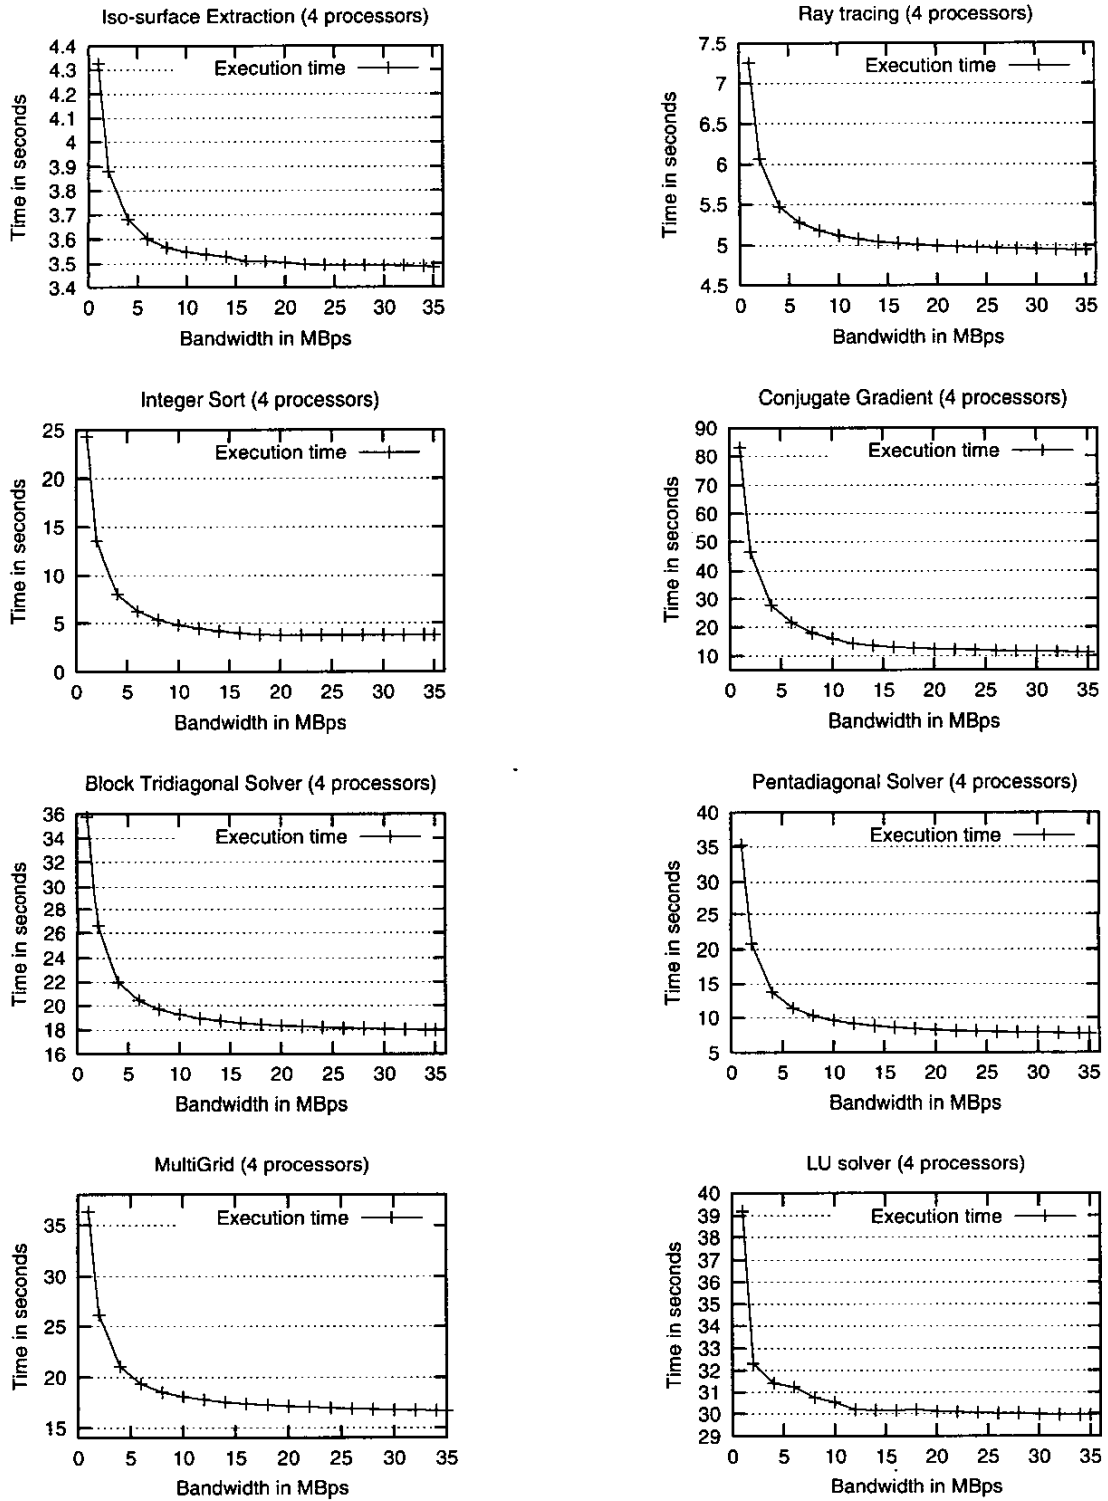 Iso-surface Extraction (4 processors)
Execution time
Time in seconds
4.4
4.3
4.2
4.1
4
3.9
3.8
3.7
3.6
3.5
3.4
0 5 10 15 20 25 30 35
Bandwidth in MBps
Ray tracing (4 processors)
Execution time
Time in seconds
7.5
7
6.5
6
5.5
5
4.5
0 5 10 15 20 25 30 35
Bandwidth in MBps
Integer Sort (4 processors)
Execution time
Time in seconds
25
20
15
10
5
0
0 5 10 15 20 25 30 35
Bandwidth in MBps
Conjugate Gradient (4 processors)
Execution time
Time in seconds
90
80
70
60
50
40
30
20
10
0 5 10 15 20 25 30 35
Bandwidth in MBps
Block Tridiagonal Solver (4 processors)
Execution time
Time in seconds
36
34
32
30
28
26
24
22
20
18
16
0 5 10 15 20 25 30 35
Bandwidth in MBps
Pentadiagonal Solver (4 processors)
Execution time
Time in seconds
40
35
30
25
20
15
10
5
0 5 10 15 20 25 30 35
Bandwidth in MBps
MultiGrid (4 processors)
Execution time
Time in seconds
35
30
25
20
15
0 5 10 15 20 25 30 35
Bandwidth in MBps
LU solver (4 processors)
Execution time
Time in seconds
40
39
38
37
36
35
34
33
32
31
30
29
0 5 10 15 20 25 30 35
Bandwidth in MBps